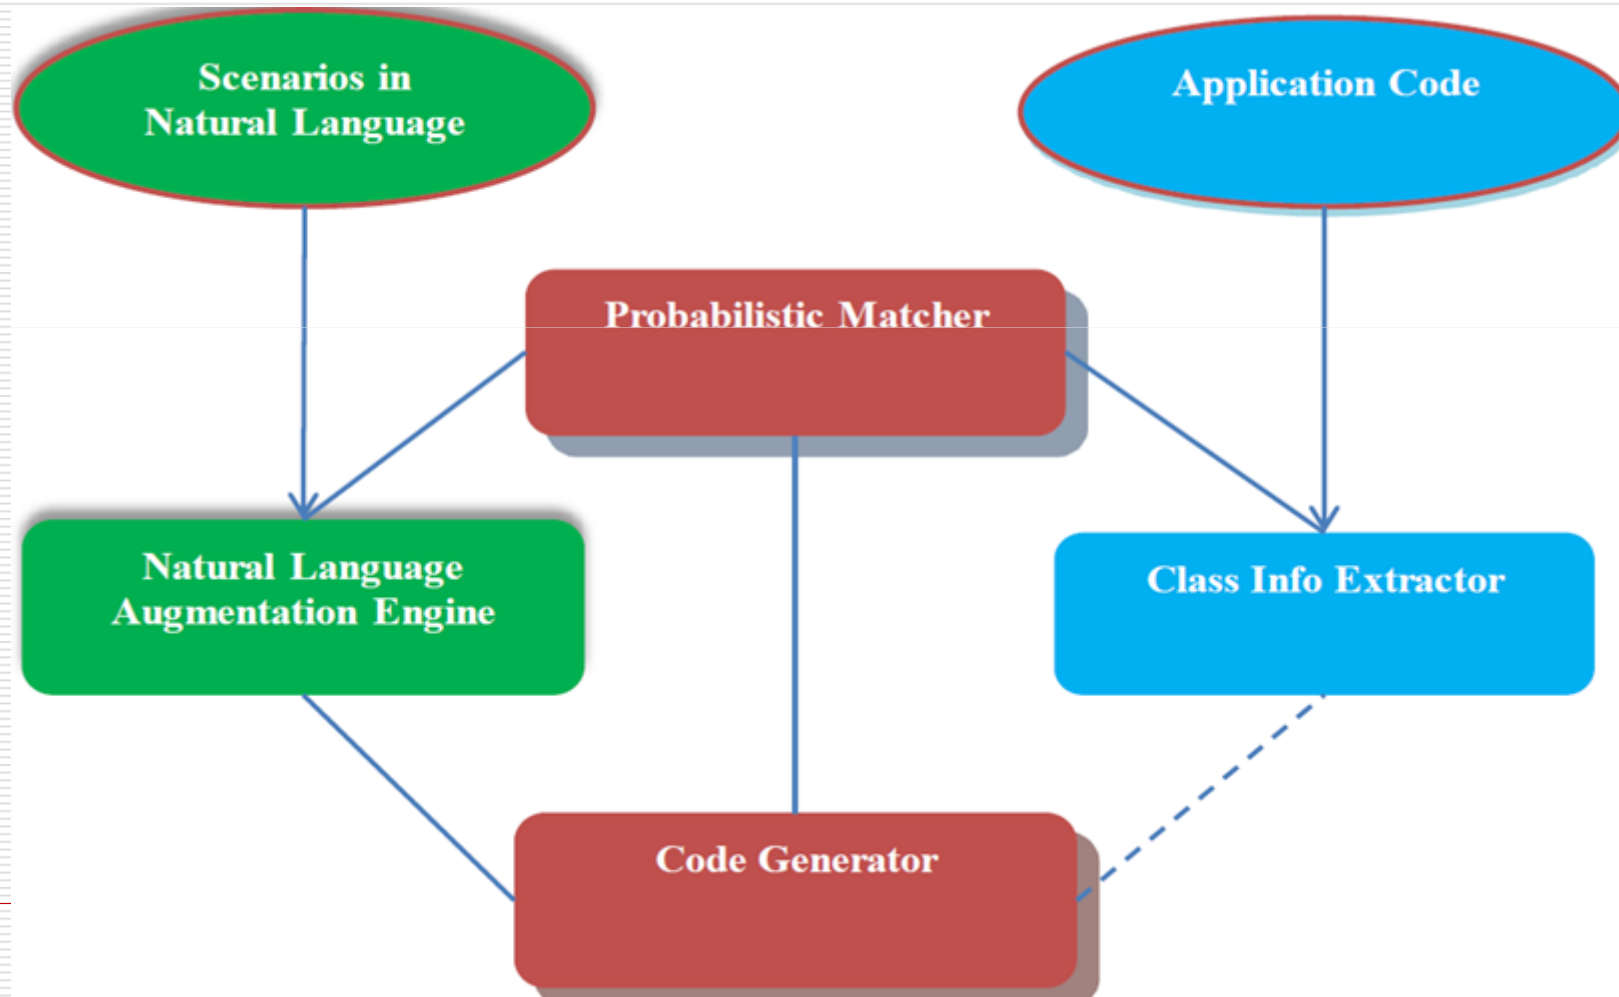 Scenarios in
Natural Language
Application Code
Probabilistic Matcher
Natural Language
Augmentation Engine
Class Info Extractor
Code Generator